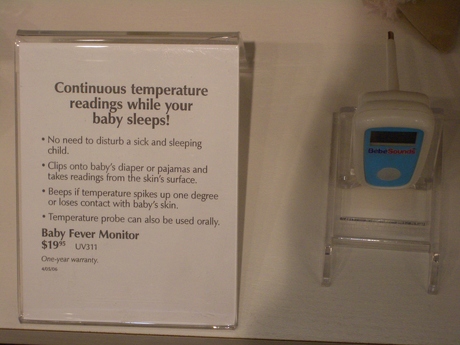 Continuous temperature
readings while your
baby sleeps!
• No need to disturb a sick and sleeping
child.
• Clips onto baby's diaper or pajamas and
takes readings from the skin's surface.
• Beeps if temperature spikes up one degree
or loses contact with baby's skin.
• Temperature probe can also be used orally.
Baby Fever Monitor
$19.95 UV311
One-year warranty.